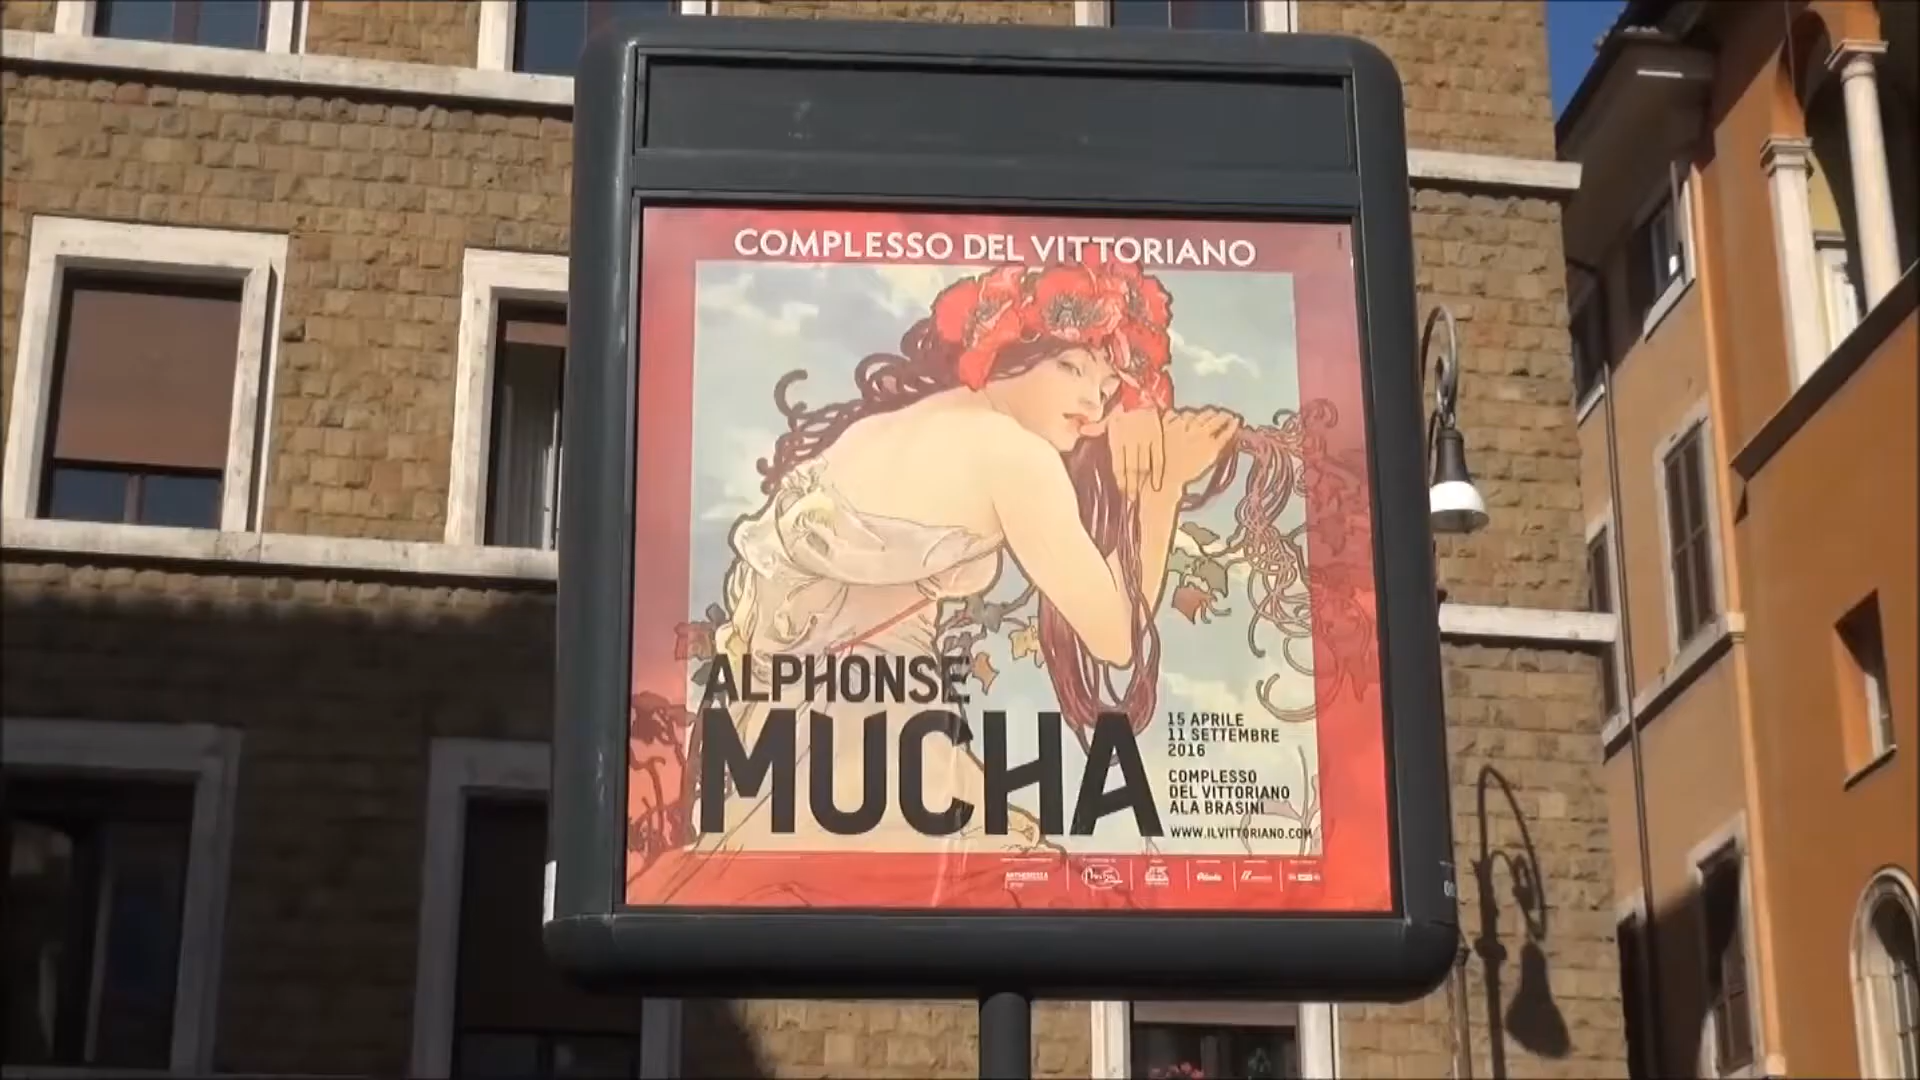 COMPLESSO DEL VITTORIANO
ALPHONSE
MUCHA
15 APRILE
11 SETTEMBRE
2016
COMPLESSO
DEL VITTORIANO
ALA BRASINI
WWW.ILVITTORIANO.COM